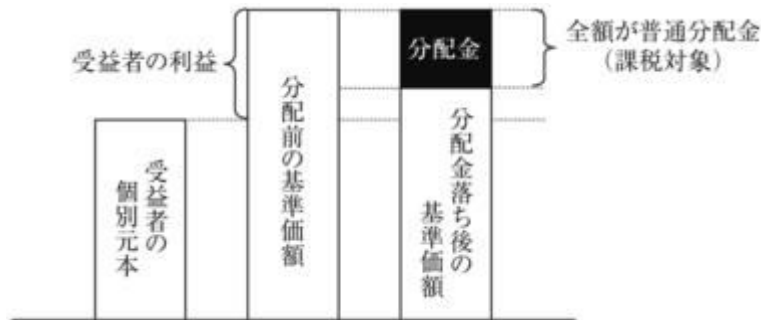 受益者の利益
受益者の
個別元本
分配前の基準価額
分配金
分配金落ち後の
基準価額
全額が普通分配金
（課税対象）